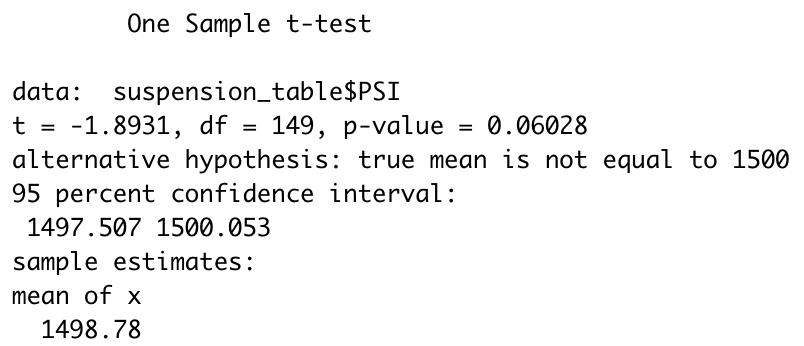 One Sample t-test
data:  suspension_table$PSI
t = -1.8931, df = 149, p-value = 0.06028
alternative hypothesis: true mean is not equal to 1500
95 percent confidence interval:
1497.507 1500.053
sample estimates:
mean of x
1498.78